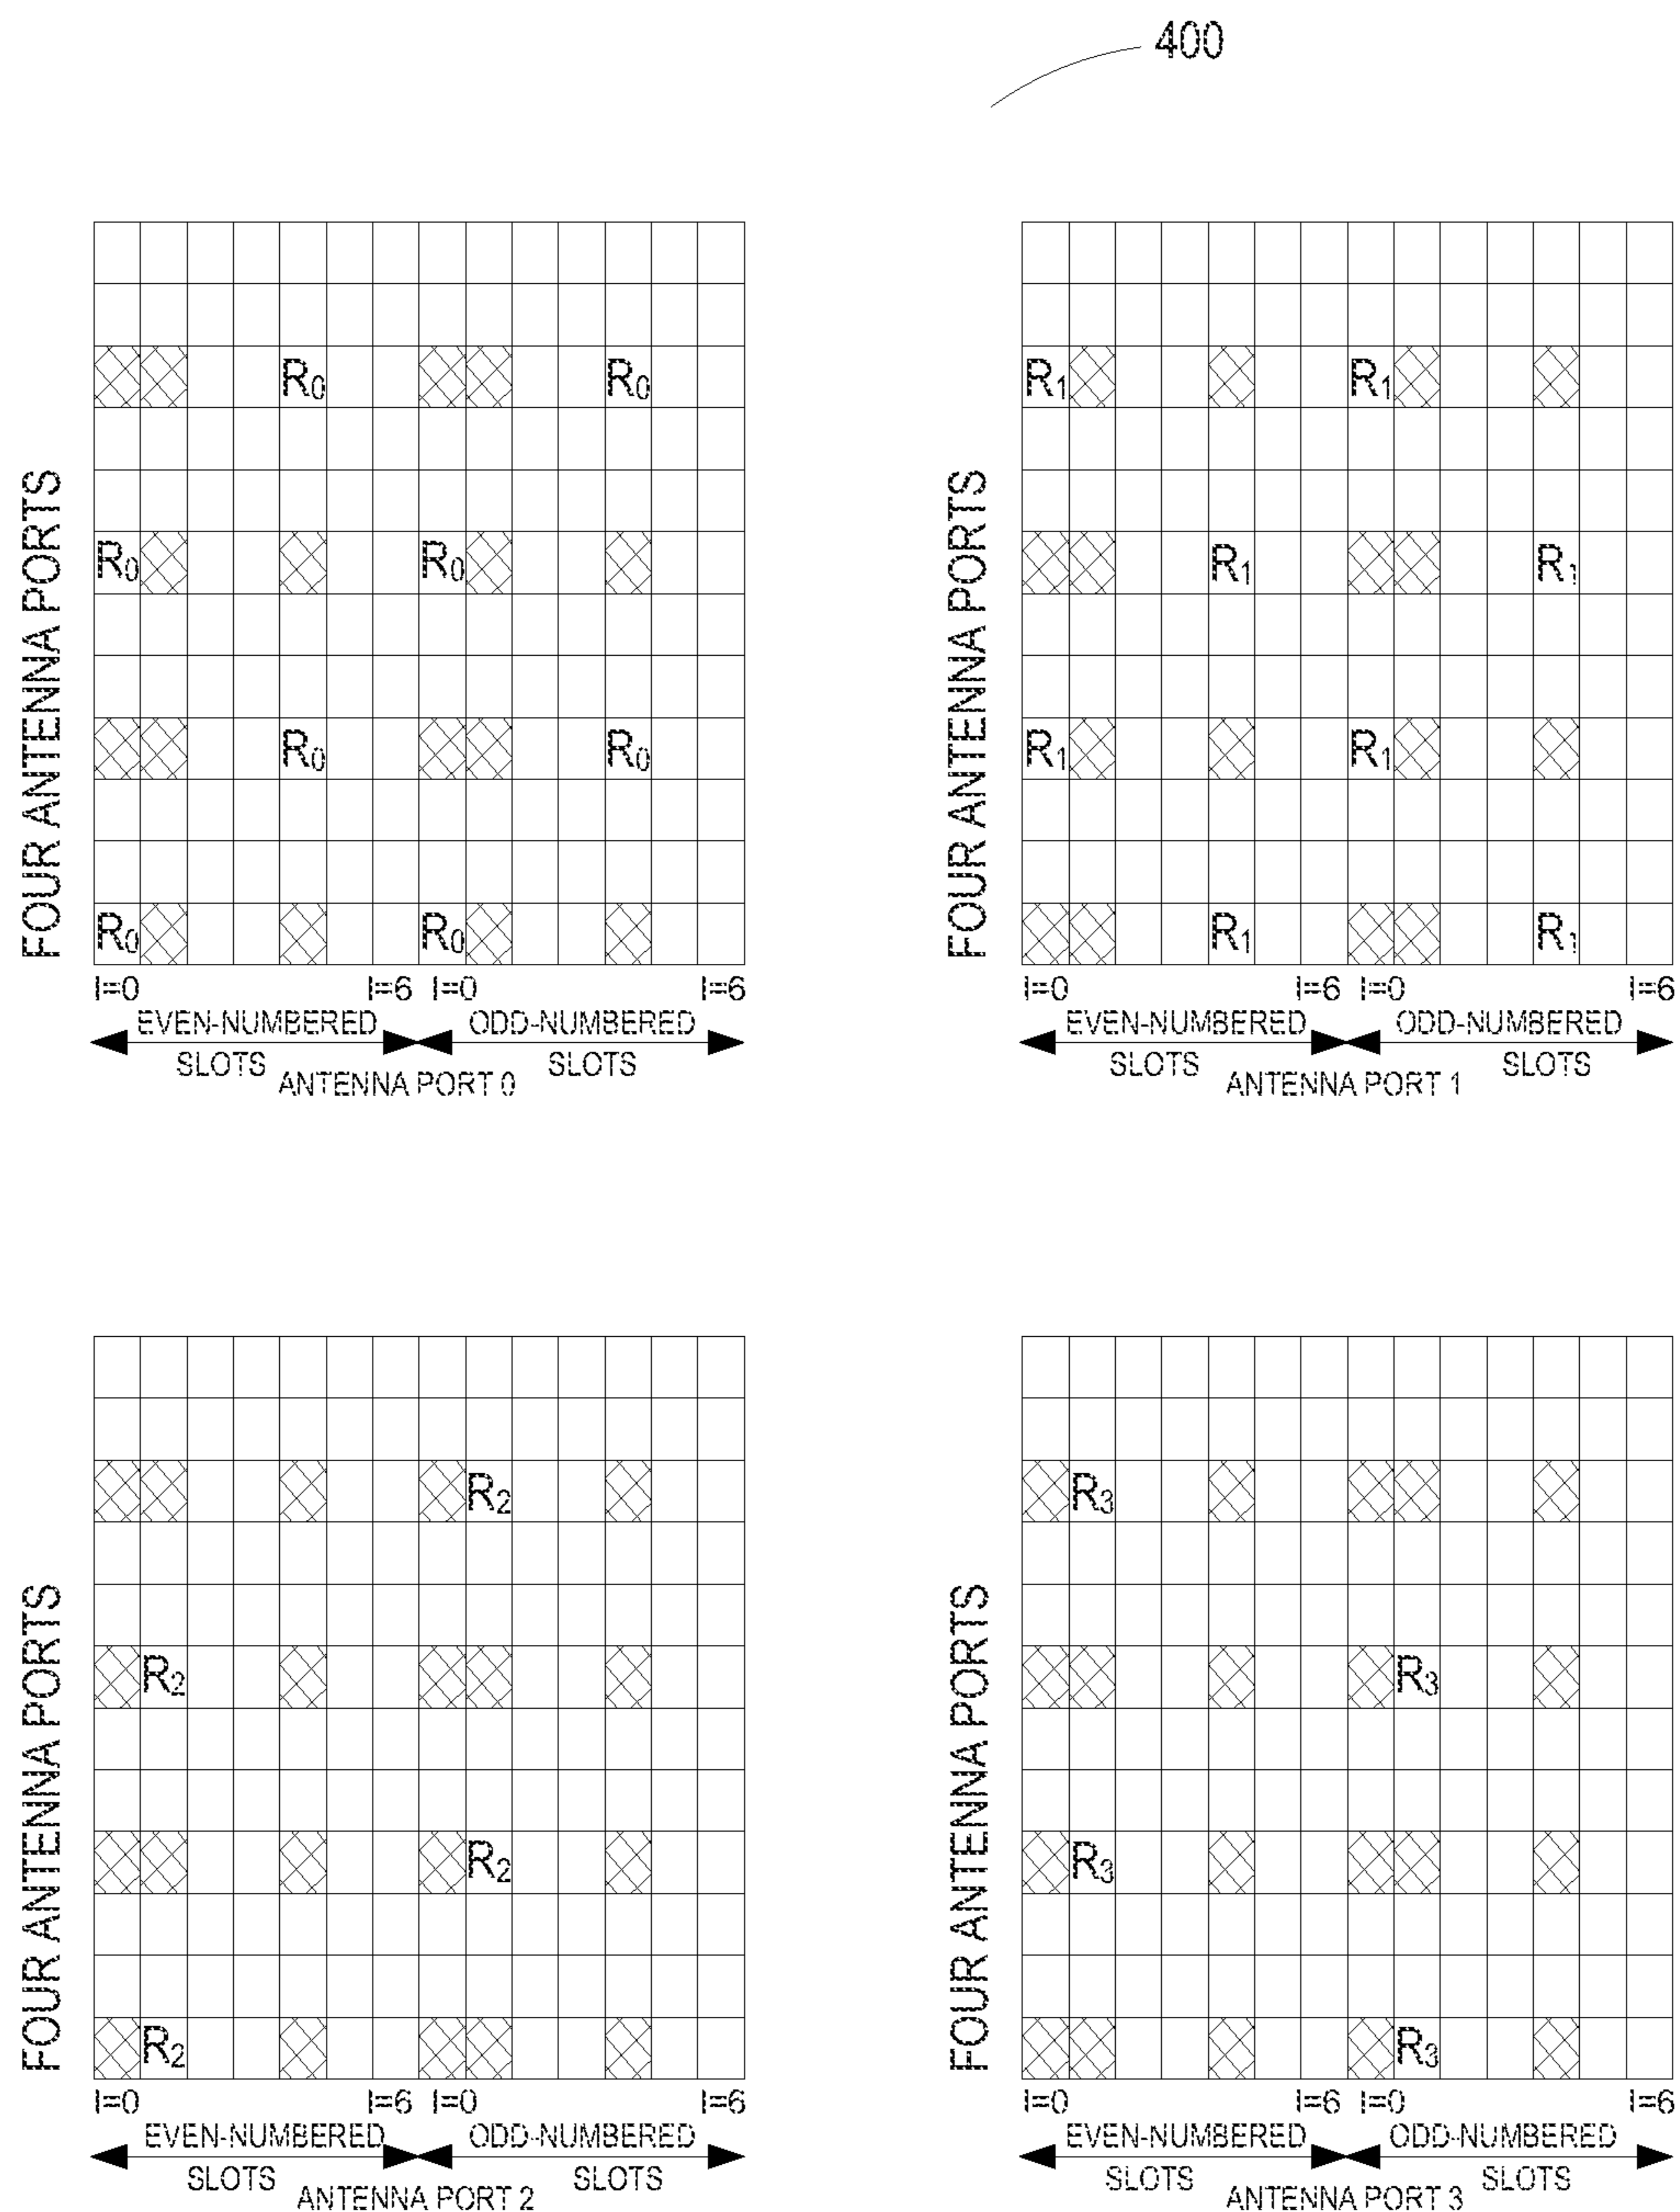 400
FOUR ANTENNA PORTS
R0 R0
R0 R0
R0 R0
R0 R0
l=0 l=6 l=0 l=6
EVEN-NUMBERED SLOTS
ODD-NUMBERED SLOTS
ANTENNA PORT 0
FOUR ANTENNA PORTS
R1 R1
R1 R1
R1 R1
R1 R1
l=0 l=6 l=0 l=6
EVEN-NUMBERED SLOTS
ODD-NUMBERED SLOTS
ANTENNA PORT 1
FOUR ANTENNA PORTS
R2
R2
R2
R2
l=0 l=6 l=0 l=6
EVEN-NUMBERED SLOTS
ODD-NUMBERED SLOTS
ANTENNA PORT 2
FOUR ANTENNA PORTS
R3
R3
R3
R3
l=0 l=6 l=0 l=6
EVEN-NUMBERED SLOTS
ODD-NUMBERED SLOTS
ANTENNA PORT 3